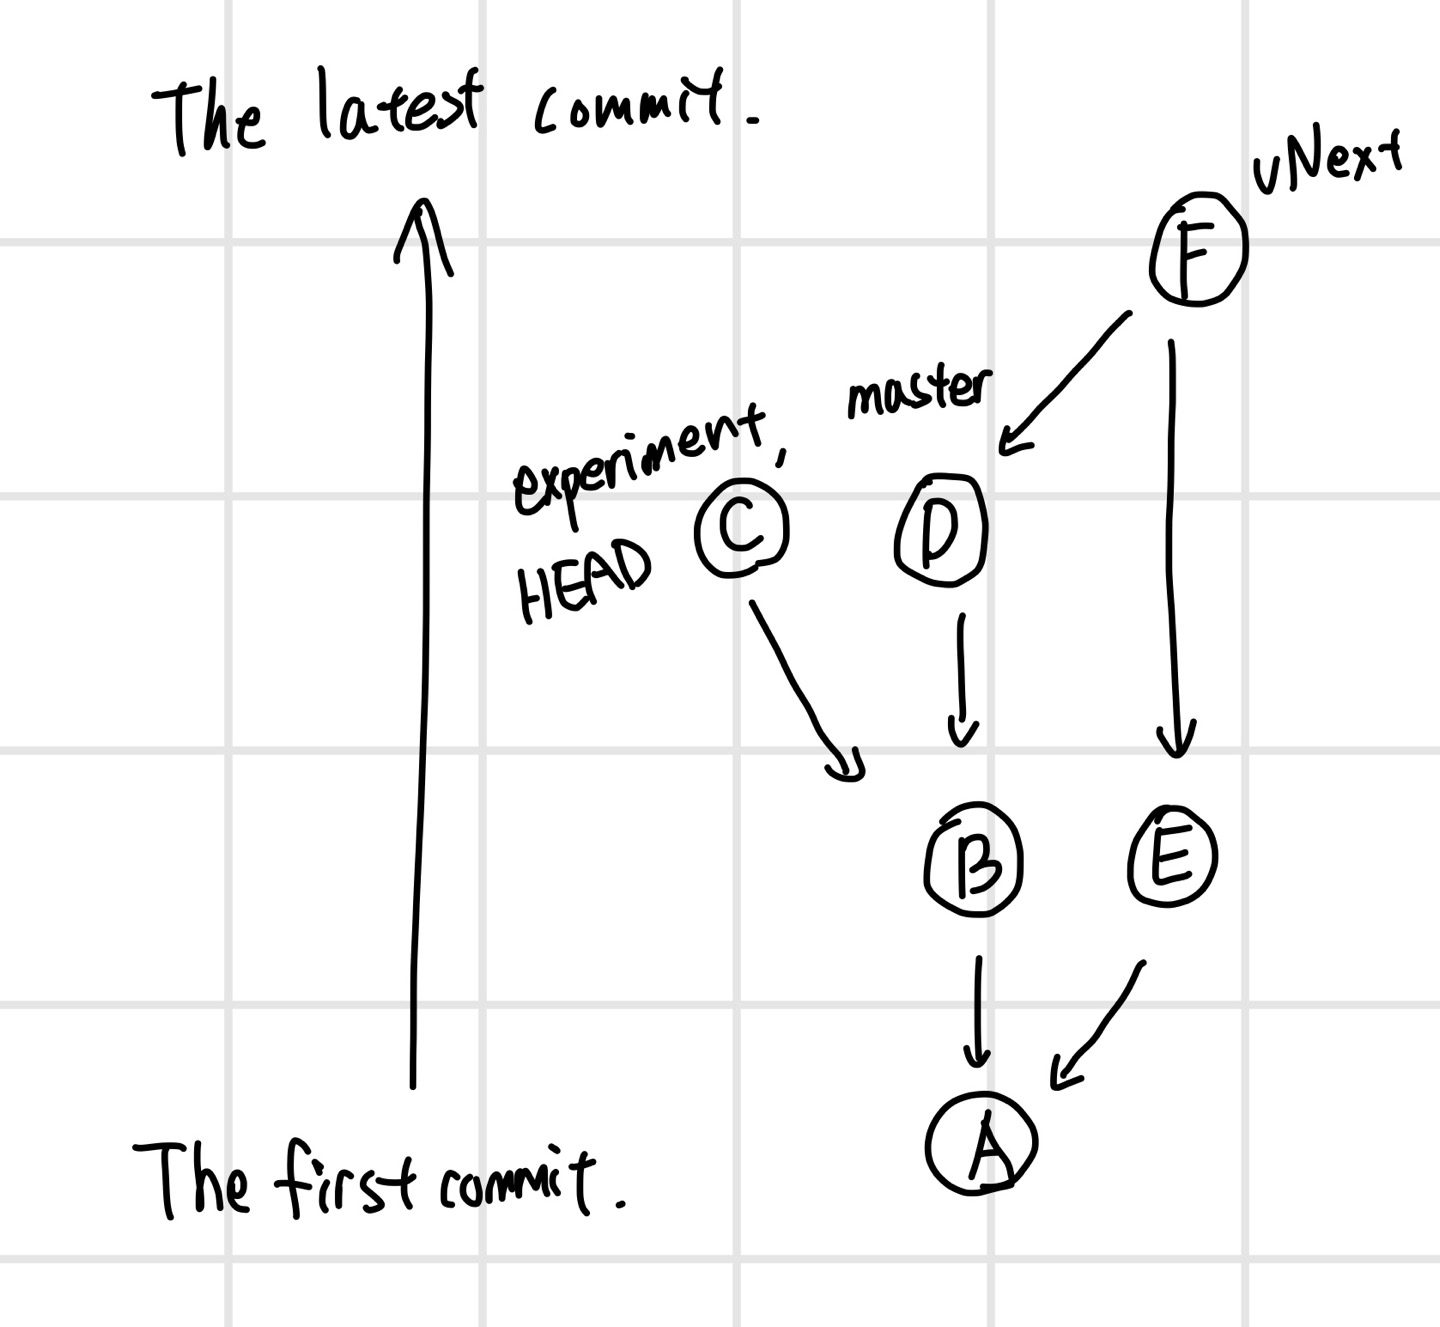 The latest commit.
vNext
F
master
experiment,
HEAD
C
D
B
E
A
The first commit.